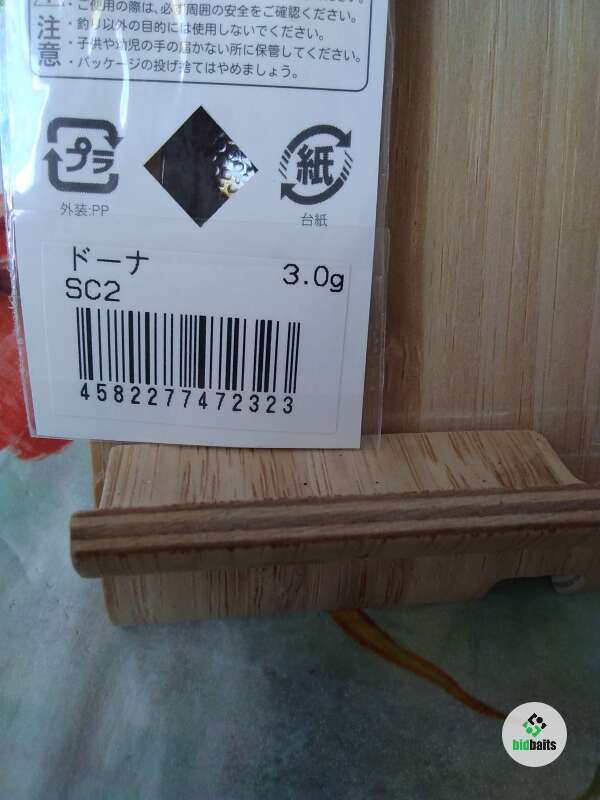 ・ご使用の際は、必ず周囲の安全をご確認ください。
注意
・釣り以外の目的には使用しないでください。
・子供や幼児の手の届かない所に保管してください。
・パッケージの投げ捨てはやめましょう。
プラ
紙
外装:PP
台紙
ドーナ
3.0g
SC2
4582277472323
bidbaits